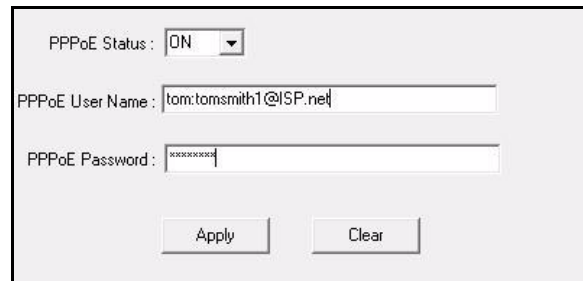 PPPoE Status : ON
PPPoE User Name : tom:tomsmith1@ISP.net
PPPoE Password : ********
Apply Clear